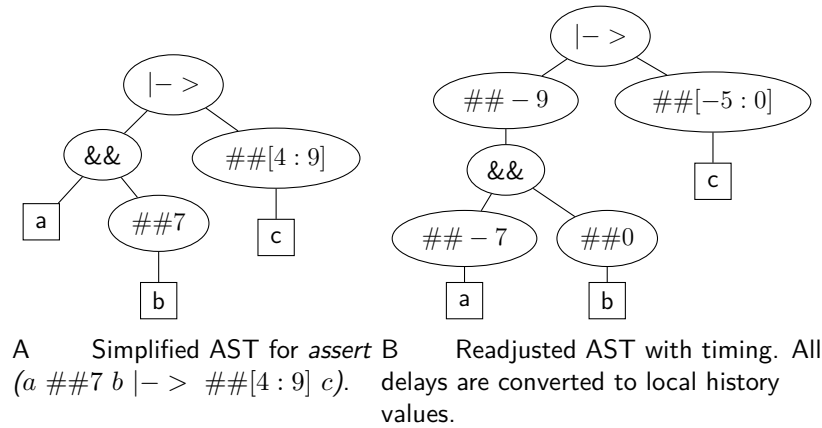 |− >
&&
##[4 : 9]
a
##7
c
b
A Simplified AST for assert
(a ##7 b |− > ##[4 : 9] c).
|− >
## − 9
##[−5 : 0]
&&
c
## − 7
##0
a
b
B Readjusted AST with timing. All
delays are converted to local history
values.